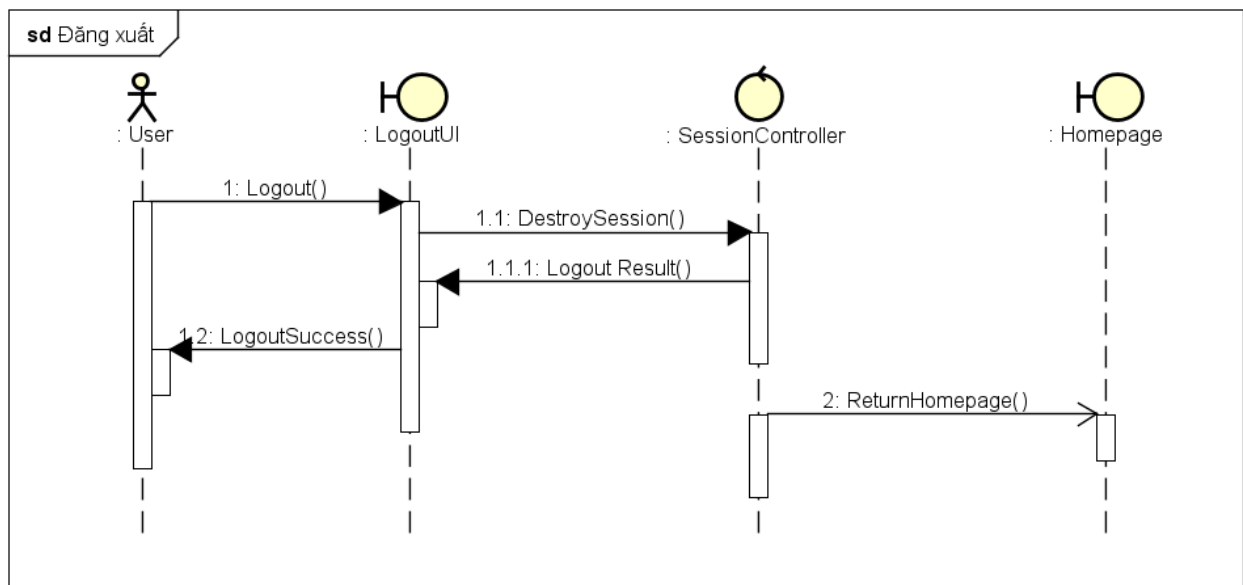 sd Đăng xuất
: User
: LogoutUI
: SessionController
: Homepage
1: Logout()
1.1: DestroySession()
1.1.1: Logout Result()
1.2: LogoutSuccess()
2: ReturnHomepage()